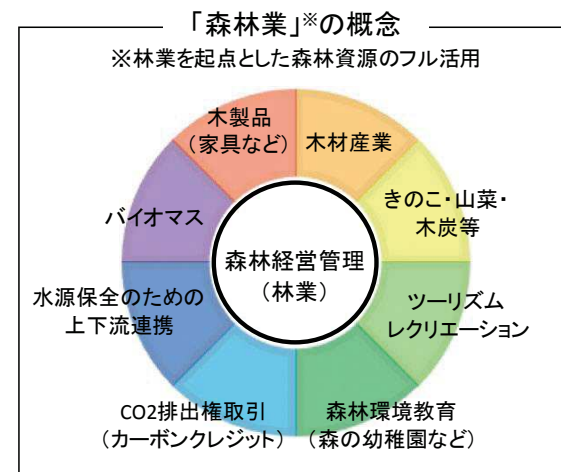 「森林業」※の概念
※林業を起点とした森林資源のフル活用
木製品
（家具など）
木材産業
きのこ・山菜・
木炭等
バイオマス
森林経営管理
（林業）
水源保全のための
上下流連携
ツーリズム
レクリエーション
CO2排出権取引
（カーボンクレジット）
森林環境教育
（森の幼稚園など）